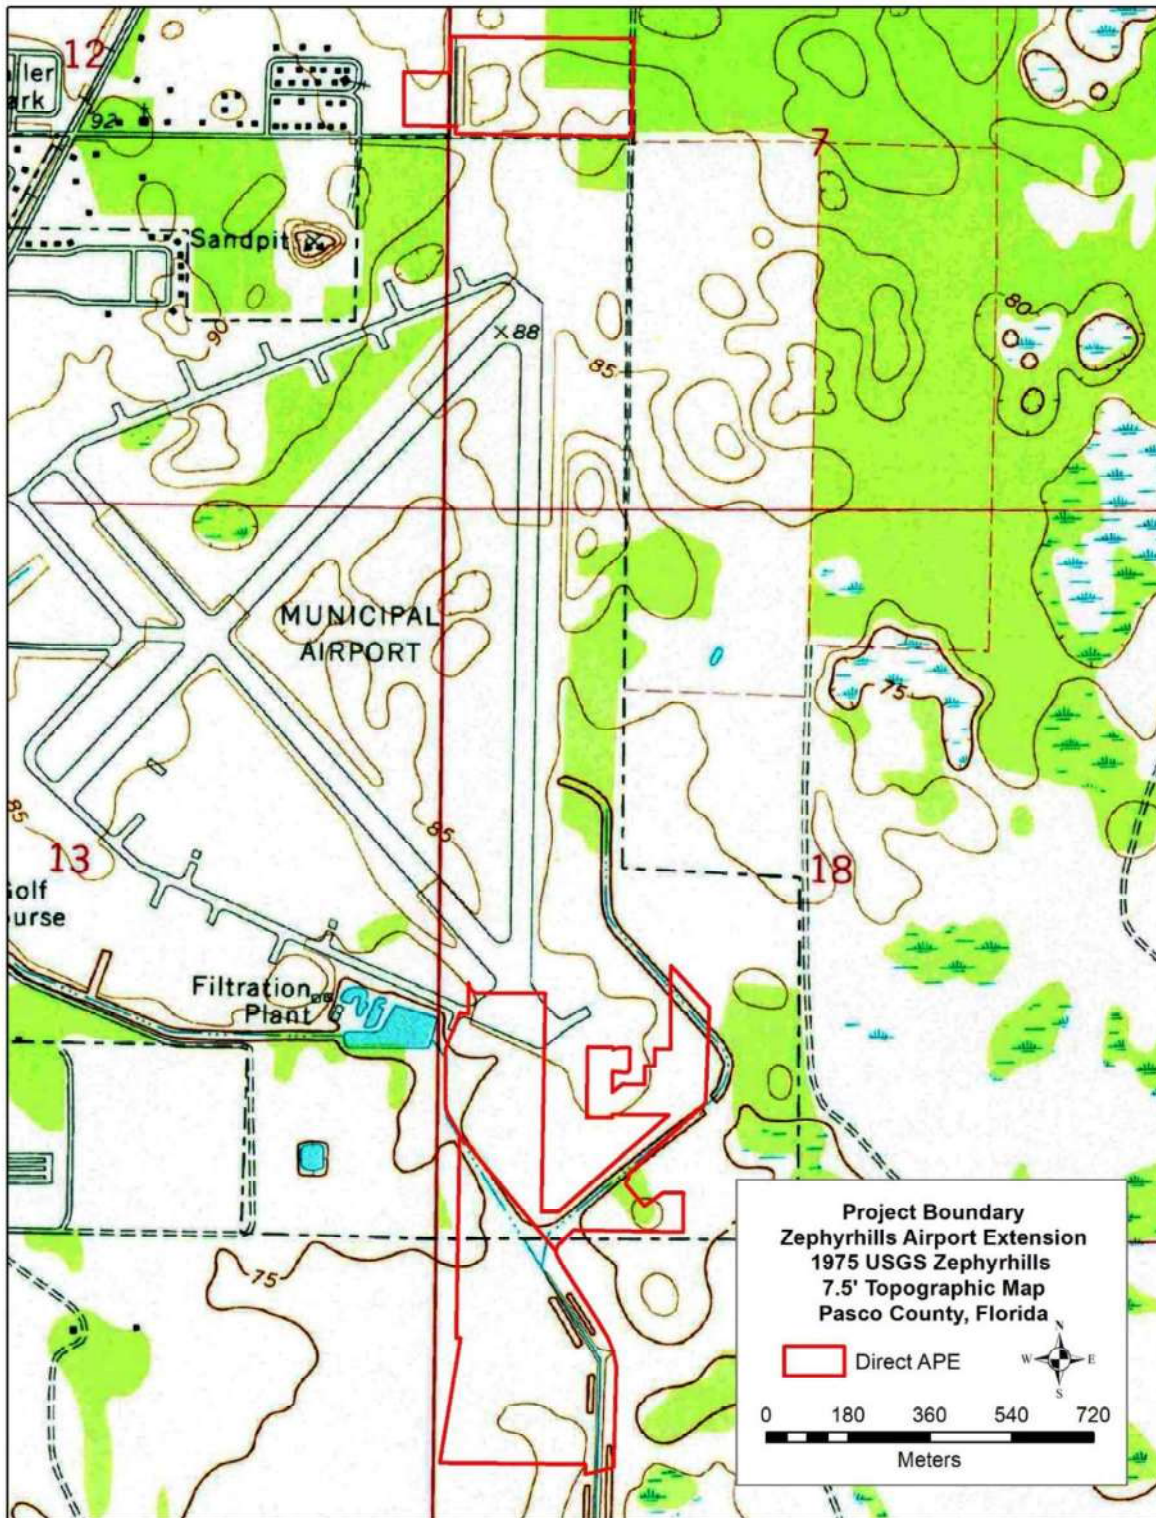 12
ler
ark
92
7
Sandpit
90
×88
85
80
MUNICIPAL
AIRPORT
75
85
85
13
18
Golf
urse
Filtration
Plant
75
Project Boundary
Zephyrhills Airport Extension
1975 USGS Zephyrhills
7.5' Topographic Map
Pasco County, Florida
N
W E
S
Direct APE
0 180 360 540 720
Meters